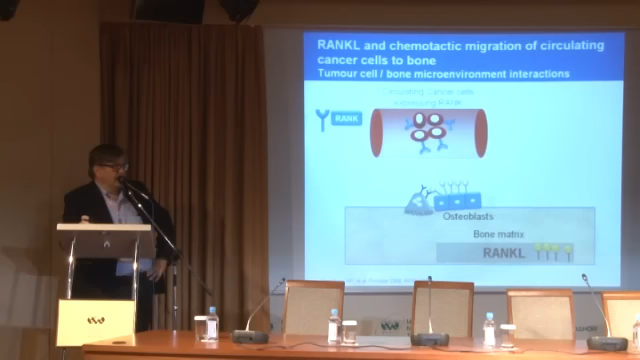 RANKL and chemotactic migration of circulating
cancer cells to bone
Tumour cell / bone microenvironment interactions
Circulating Cancer cells
expressing RANK
RANK
Osteoblasts
Bone matrix
RANKL